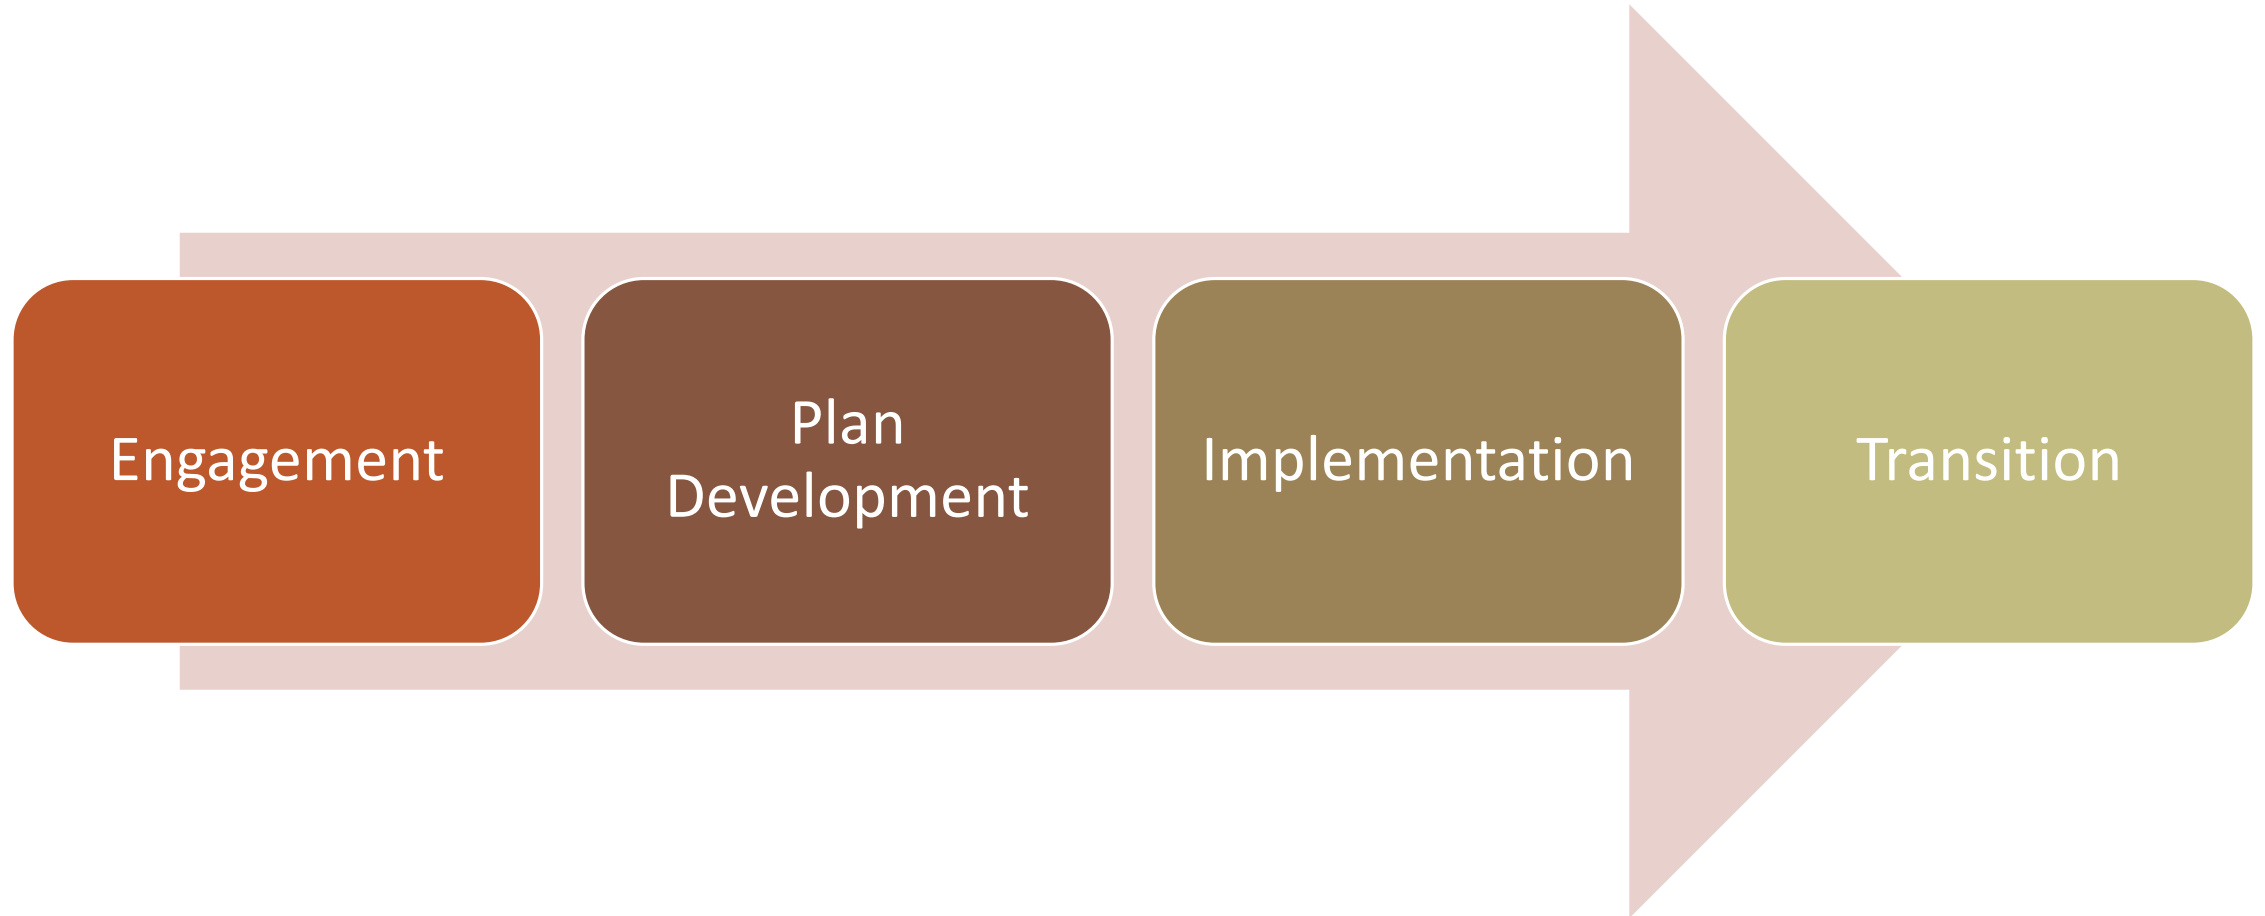 Engagement
Plan
Development
Implementation
Transition